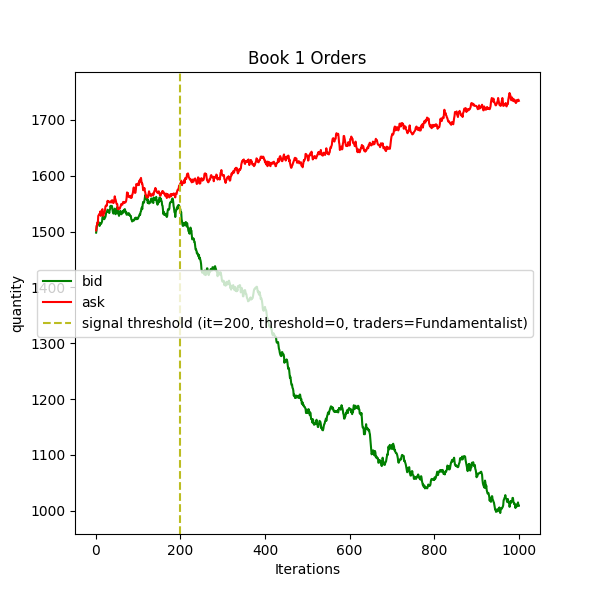 Book 1 Orders
quantity
1700
1600
1500
1400
1300
1200
1100
1000
bid
ask
signal threshold (it=200, threshold=0, traders=Fundamentalist)
0 200 400 600 800 1000
Iterations